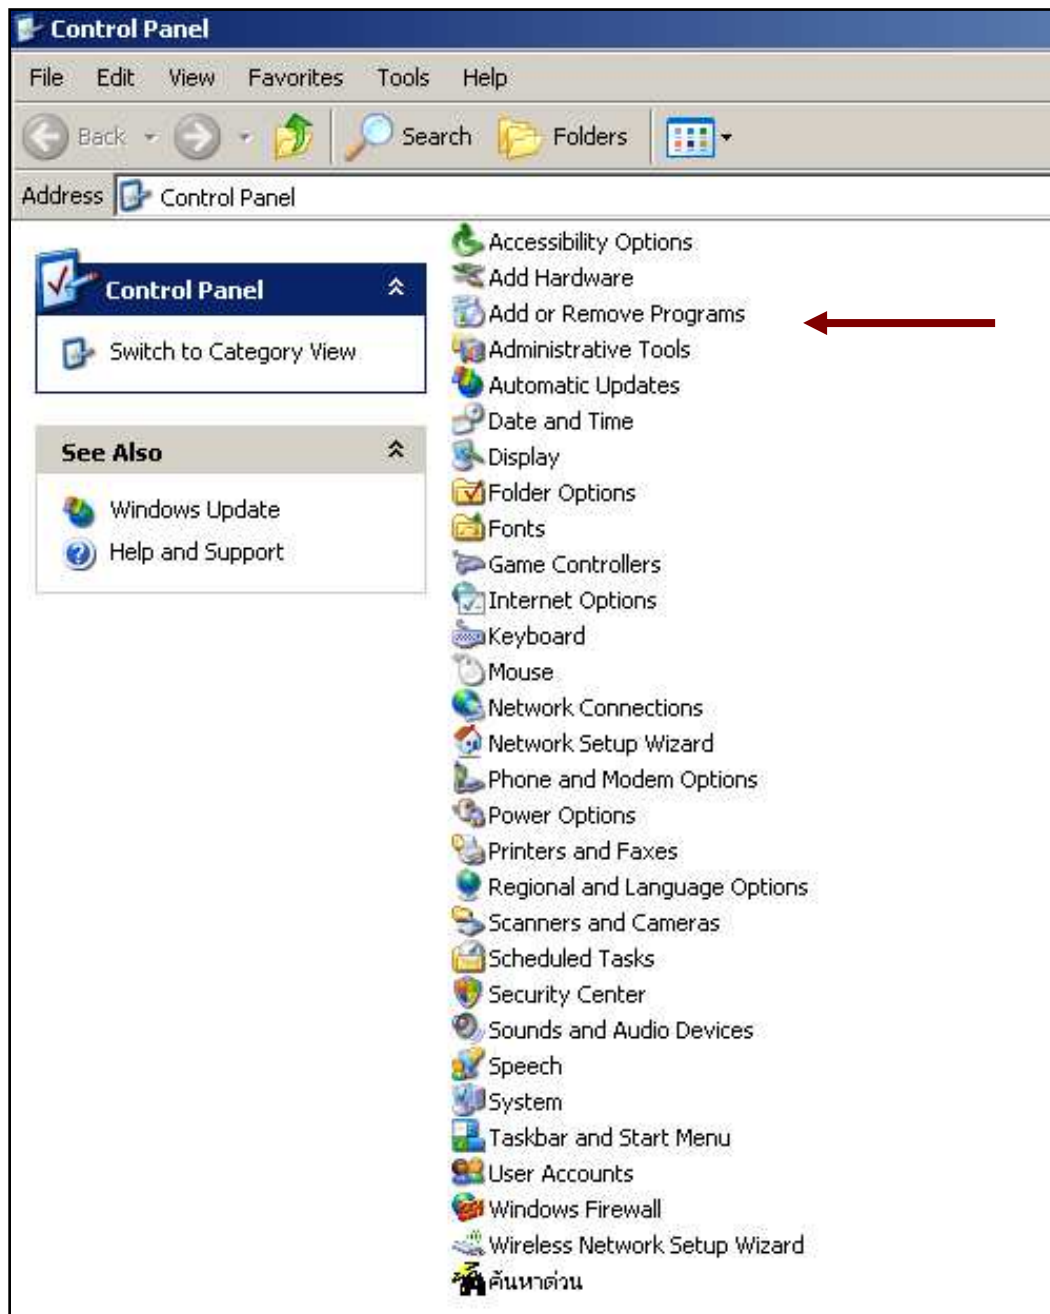 Control Panel
File Edit View Favorites Tools Help
Back Search Folders
Address Control Panel
Control Panel
Switch to Category View
See Also
Windows Update
Help and Support
Accessibility Options
Add Hardware
Add or Remove Programs
Administrative Tools
Automatic Updates
Date and Time
Display
Folder Options
Fonts
Game Controllers
Internet Options
Keyboard
Mouse
Network Connections
Network Setup Wizard
Phone and Modem Options
Power Options
Printers and Faxes
Regional and Language Options
Scanners and Cameras
Scheduled Tasks
Security Center
Sounds and Audio Devices
Speech
System
Taskbar and Start Menu
User Accounts
Windows Firewall
Wireless Network Setup Wizard
ค้นหาด่วน